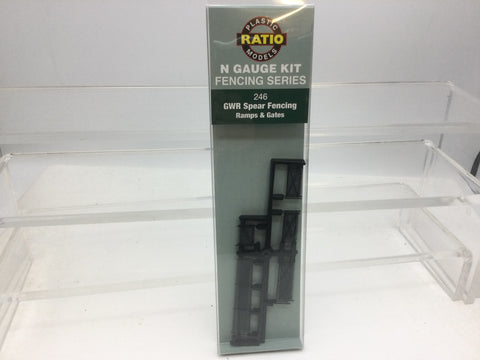 PLASTIC
RATIO
MODELS
N GAUGE KIT
FENCING SERIES
246
GWR Spear Fencing
Ramps & Gates